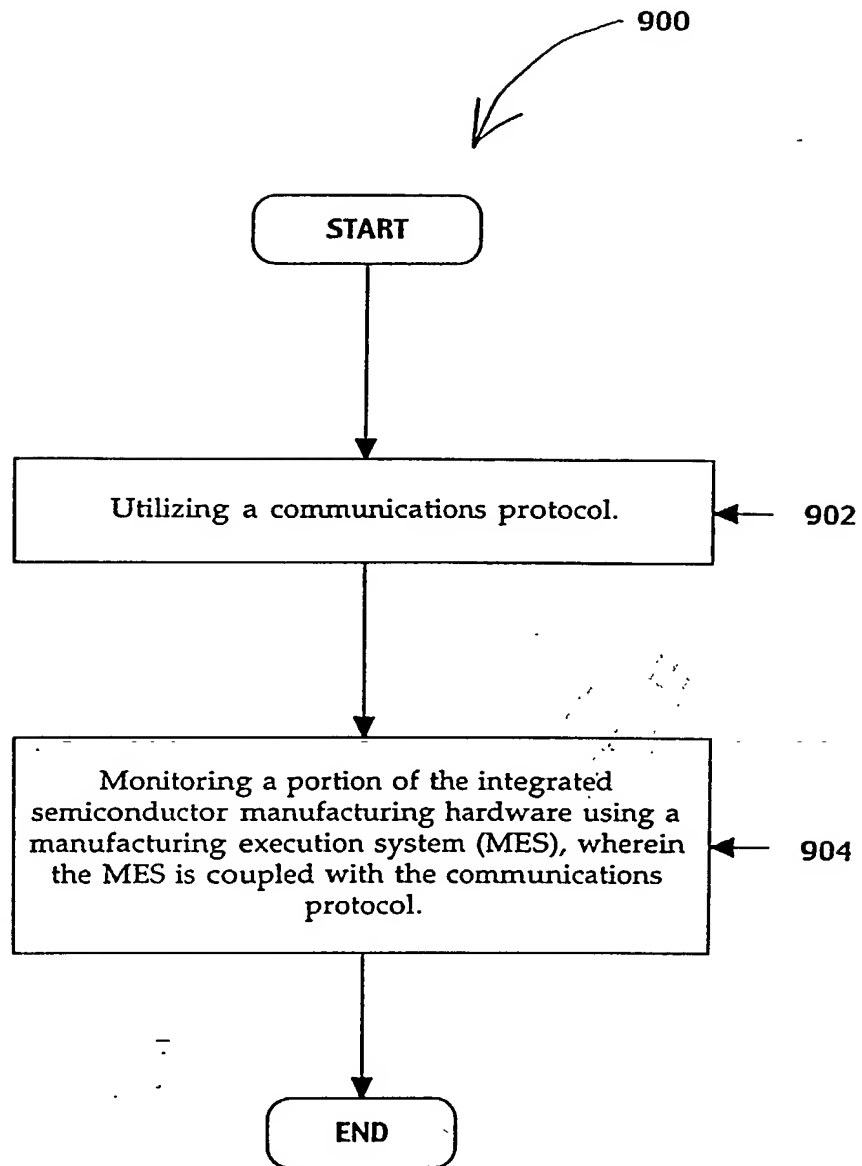 900
START
Utilizing a communications protocol.
902
Monitoring a portion of the integrated
semiconductor manufacturing hardware using a
manufacturing execution system (MES), wherein
the MES is coupled with the communications
protocol.
904
END